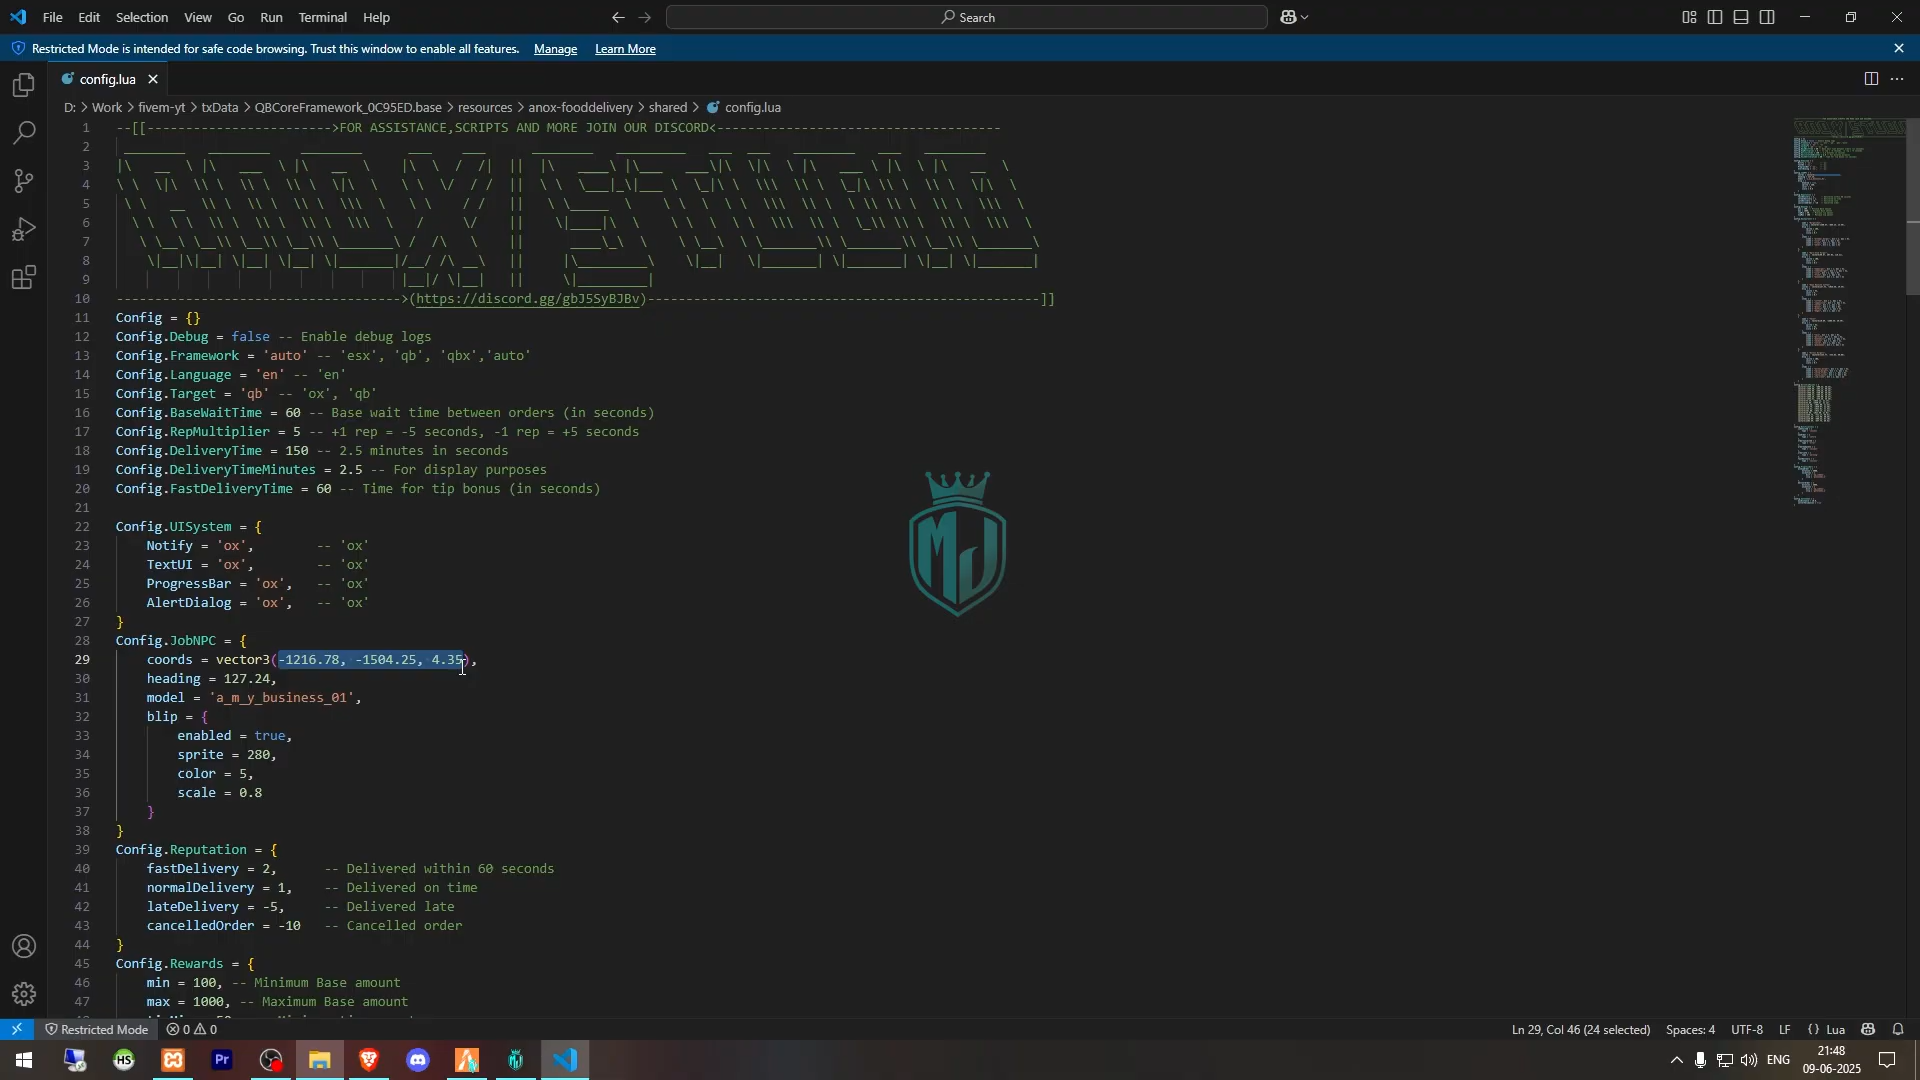 File Edit Selection View Go Run Terminal Help
Search
Restricted Mode is intended for safe code browsing. Trust this window to enable all features. Manage Learn More
config.lua
D: > Work > fivem-yt > txData > QBCoreFramework_0C95ED.base > resources > anox-fooddelivery > shared > config.lua
1 --[[------------------------>FOR ASSISTANCE,SCRIPTS AND MORE JOIN OUR DISCORD<-------------------------------------
2
3
4
5
6
7
8
9
10 ------------------------------------->(https://discord.gg/gbJ5SyBJBv)---------------------------------------------------]]
11 Config = {}
12 Config.Debug = false -- Enable debug logs
13 Config.Framework = 'auto' -- 'esx', 'qb', 'qbx','auto'
14 Config.Language = 'en' -- 'en'
15 Config.Target = 'qb' -- 'ox', 'qb'
16 Config.BaseWaitTime = 60 -- Base wait time between orders (in seconds)
17 Config.RepMultiplier = 5 -- +1 rep = -5 seconds, -1 rep = +5 seconds
18 Config.DeliveryTime = 150 -- 2.5 minutes in seconds
19 Config.DeliveryTimeMinutes = 2.5 -- For display purposes
20 Config.FastDeliveryTime = 60 -- Time for tip bonus (in seconds)
21
22 Config.UISystem = {
23 Notify = 'ox', -- 'ox'
24 TextUI = 'ox', -- 'ox'
25 ProgressBar = 'ox', -- 'ox'
26 AlertDialog = 'ox', -- 'ox'
27 }
28 Config.JobNPC = {
29 coords = vector3(-1216.78, -1504.25, 4.35),
30 heading = 127.24,
31 model = 'a_m_y_business_01',
32 blip = {
33 enabled = true,
34 sprite = 280,
35 color = 5,
36 scale = 0.8
37 }
38 }
39 Config.Reputation = {
40 fastDelivery = 2, -- Delivered within 60 seconds
41 normalDelivery = 1, -- Delivered on time
42 lateDelivery = -5, -- Delivered late
43 cancelledOrder = -10 -- Cancelled order
44 }
45 Config.Rewards = {
46 min = 100, -- Minimum Base amount
47 max = 1000, -- Maximum Base amount
MJ
Restricted Mode 0 0 Ln 29, Col 46 (24 selected) Spaces: 4 UTF-8 LF {} Lua
HS Pr ENG 21:48
09-06-2025